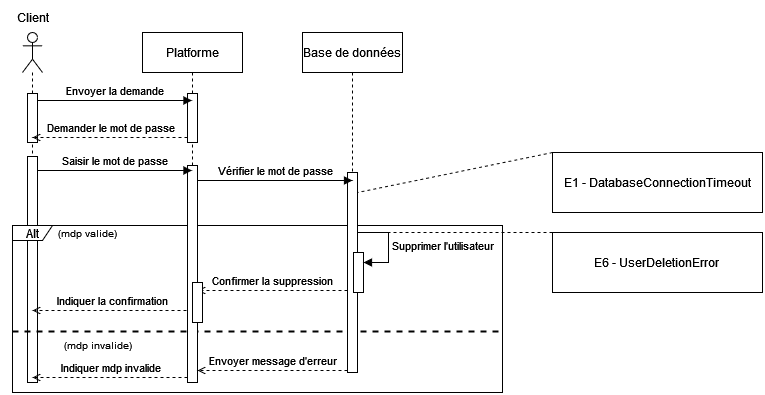 Client
Platforme
Base de données
Envoyer la demande
Demander le mot de passe
Saisir le mot de passe
Vérifier le mot de passe
E1 - DatabaseConnectionTimeout
Alt
(mdp valide)
Supprimer l'utilisateur
E6 - UserDeletionError
Confirmer la suppression
Indiquer la confirmation
(mdp invalide)
Envoyer message d'erreur
Indiquer mdp invalide